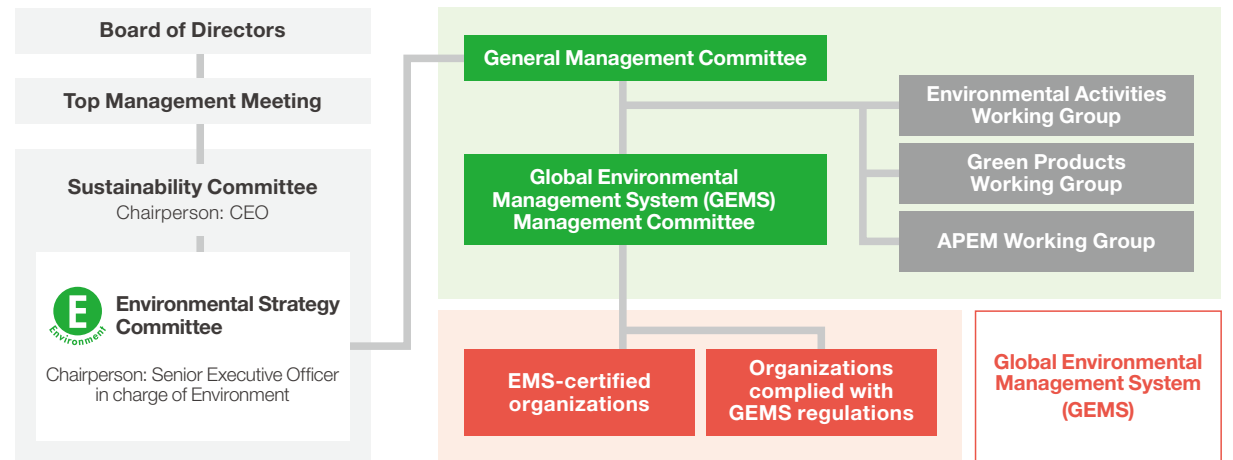 Board of Directors
Top Management Meeting
Sustainability Committee
Chairperson: CEO
E
Environment
Environmental Strategy
Committee
Chairperson: Senior Executive Officer
in charge of Environment
General Management Committee
Global Environmental
Management System (GEMS)
Management Committee
Environmental Activities
Working Group
Green Products
Working Group
APEM Working Group
EMS-certified
organizations
Organizations
complied with
GEMS regulations
Global Environmental
Management System
(GEMS)